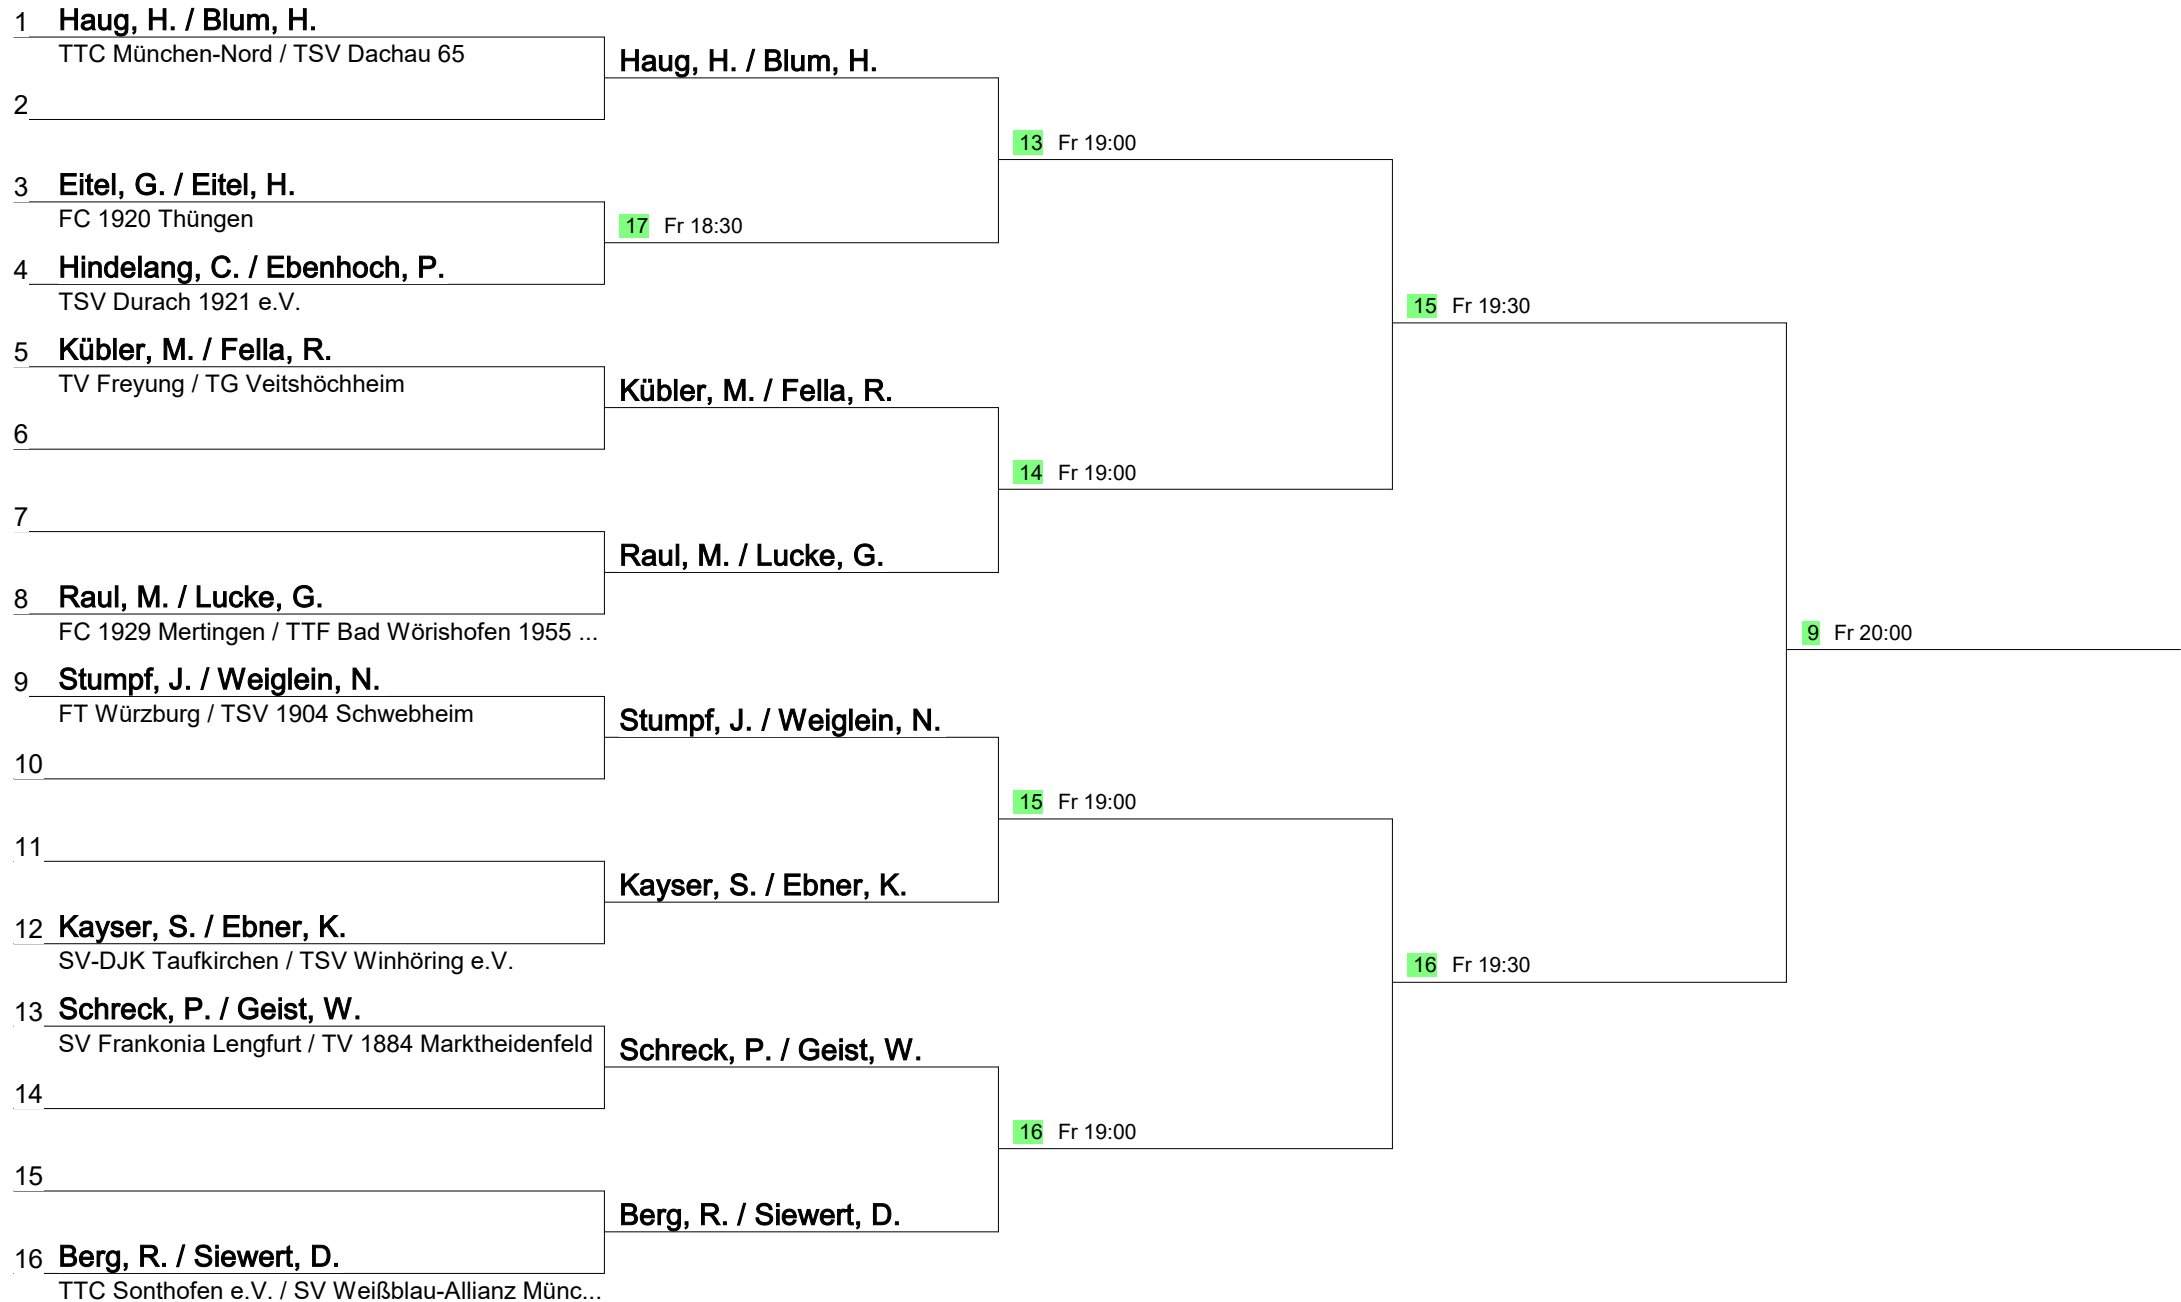 1 Haug, H. / Blum, H.
TTC München-Nord / TSV Dachau 65
Haug, H. / Blum, H.
2
13 Fr 19:00
3 Eitel, G. / Eitel, H.
FC 1920 Thüngen
17 Fr 18:30
4 Hindelang, C. / Ebenhoch, P.
TSV Durach 1921 e.V.
15 Fr 19:30
5 Kübler, M. / Fella, R.
TV Freyung / TG Veitshöchheim
Kübler, M. / Fella, R.
6
14 Fr 19:00
7
Raul, M. / Lucke, G.
8 Raul, M. / Lucke, G.
FC 1929 Mertingen / TTF Bad Wörishofen 1955 ...
9 Fr 20:00
9 Stumpf, J. / Weiglein, N.
FT Würzburg / TSV 1904 Schwebheim
Stumpf, J. / Weiglein, N.
10
15 Fr 19:00
11
Kayser, S. / Ebner, K.
12 Kayser, S. / Ebner, K.
SV-DJK Taufkirchen / TSV Winhöring e.V.
16 Fr 19:30
13 Schreck, P. / Geist, W.
SV Frankonia Lengfurt / TV 1884 Marktheidenfeld
Schreck, P. / Geist, W.
14
16 Fr 19:00
15
Berg, R. / Siewert, D.
16 Berg, R. / Siewert, D.
TTC Sonthofen e.V. / SV Weißblau-Allianz Münc...